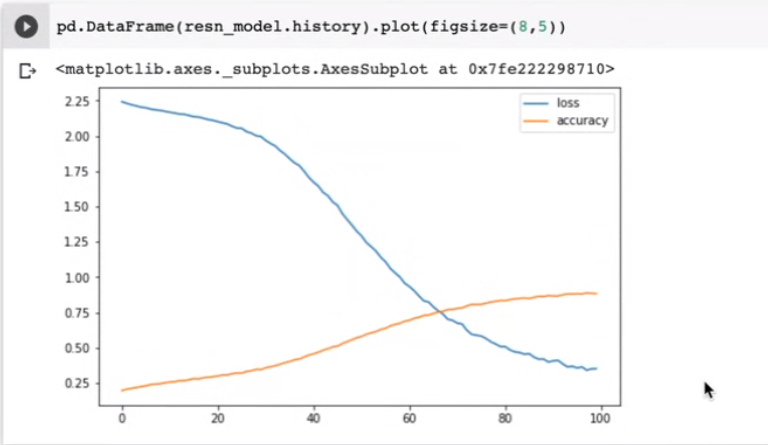 pd.DataFrame(resn_model.history).plot(figsize=(8,5))
<matplotlib.axes._subplots.AxesSubplot at 0x7fe222298710>
loss
accuracy
2.25
2.00
1.75
1.50
1.25
1.00
0.75
0.50
0.25
0 20 40 60 80 100